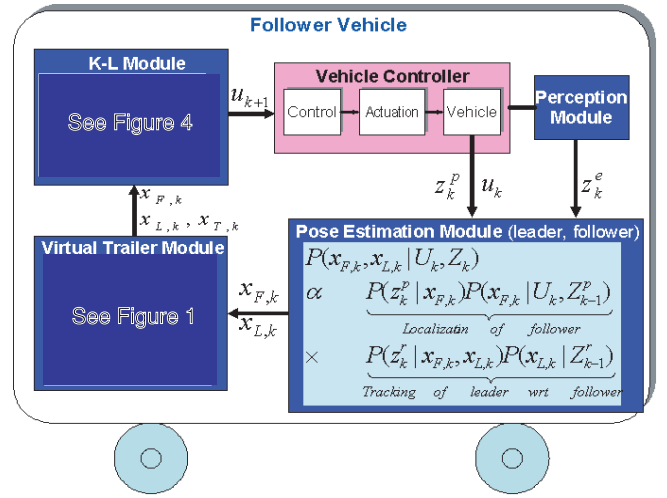 Follower Vehicle
K-L Module
See Figure 4
u_{k+1}
Vehicle Controller
Control
Actuation
Vehicle
Perception
Module
z_k^p
u_k
z_k^e
x_{F,k}
x_{L,k} , x_{T,k}
Virtual Trailer Module
See Figure 1
x_{F,k}
x_{L,k}
Pose Estimation Module (leader, follower)
P(x_{F,k}, x_{L,k} | U_k, Z_k)
α P(z_k^p | x_{F,k})P(x_{F,k} | U_k, Z_{k-1}^p)
Localizatin of follower
× P(z_k^r | x_{F,k}, x_{L,k})P(x_{L,k} | Z_{k-1}^r)
Tracking of leader wrt follower